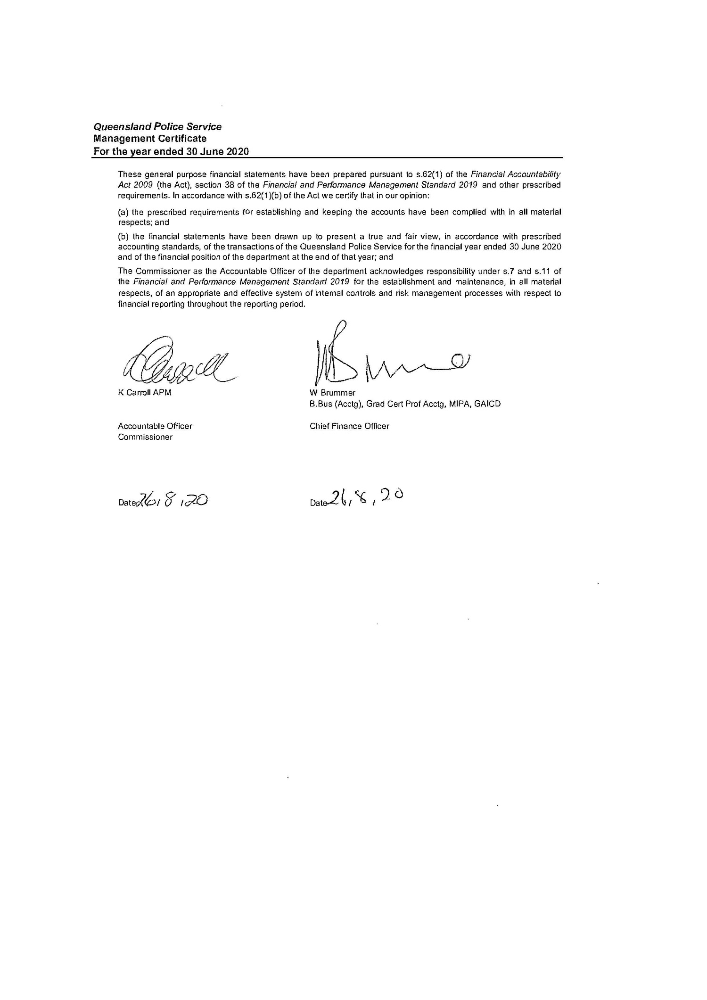 Queensland Police Service
Management Certificate
For the year ended 30 June 2020
These general purpose financial statements have been prepared pursuant to s.62(1) of the Financial Accountability
Act 2009 (the Act), section 38 of the Financial and Performance Management Standard 2019 and other prescribed
requirements. In accordance with s.62(1)(b) of the Act we certify that in our opinion:
(a) the prescribed requirements for establishing and keeping the accounts have been complied with in all material
respects; and
(b) the financial statements have been drawn up to present a true and fair view, in accordance with prescribed
accounting standards, of the transactions of the Queensland Police Service for the financial year ended 30 June 2020
and of the financial position of the department at the end of that year; and
The Commissioner as the Accountable Officer of the department acknowledges responsibility under s.7 and s.11 of
the Financial and Performance Management Standard 2019 for the establishment and maintenance, in all material
respects, of an appropriate and effective system of internal controls and risk management processes with respect to
financial reporting throughout the reporting period.
K Carroll APM
W Brummer
B.Bus (Acctg), Grad Cert Prof Acctg, MIPA, GAICD
Accountable Officer
Commissioner
Chief Finance Officer
Date 26/8/20
Date 26/8/20